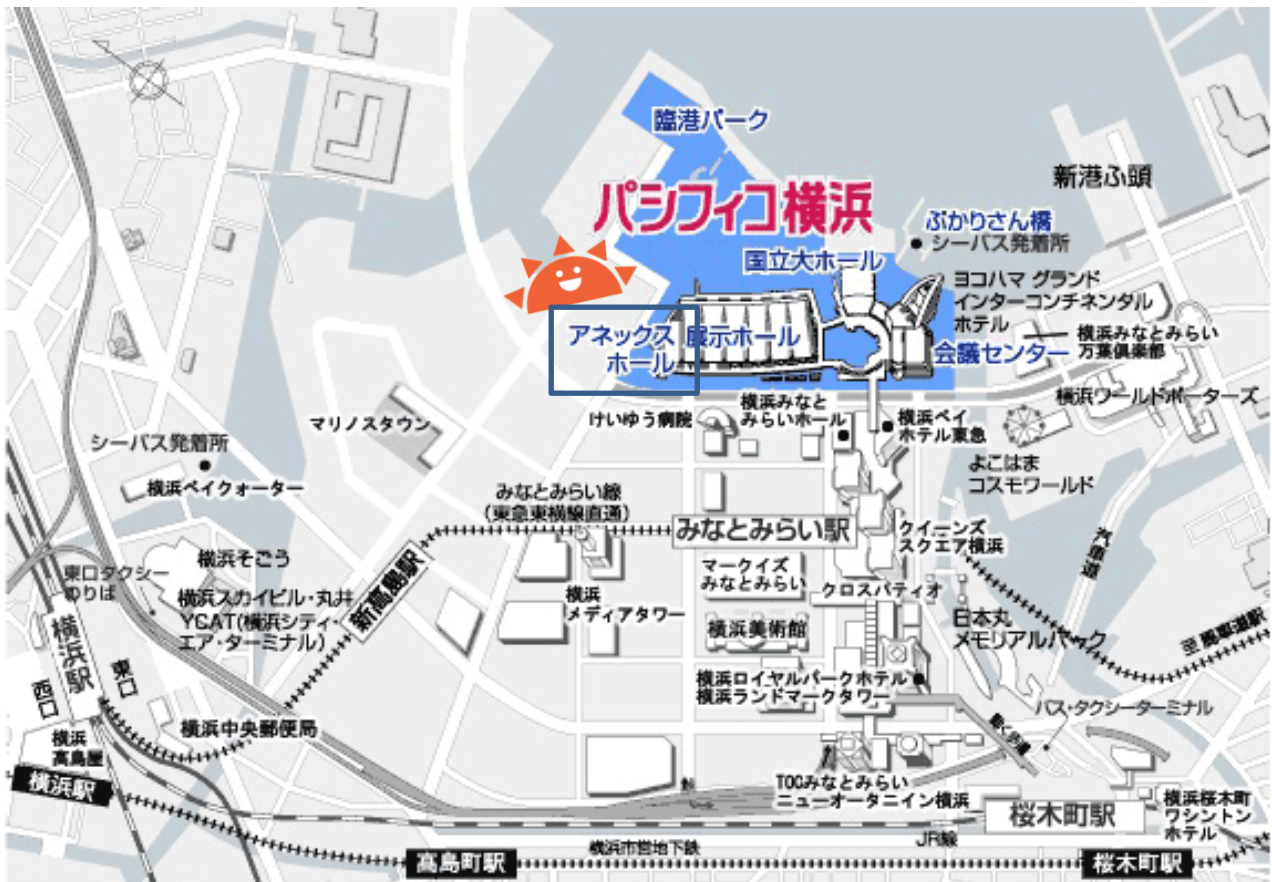 臨港パーク
新港ふ頭
パシフィコ横浜
ぷかりさん橋
シーバス発着所
国立大ホール
ヨコハマ グランド
インターコンチネンタル
ホテル
アネックス
ホール
展示ホール
会議センター
横浜みなとみらい
万葉倶楽部
横浜ワールドポーターズ
けいゆう病院
横浜みなと
みらいホール
横浜ベイ
ホテル東急
マリノスタウン
よこはま
コスモワールド
シーバス発着所
横浜ベイクォーター
みなとみらい線
(東急東横線直通)
みなとみらい駅
クイーンズ
スクエア横浜
汽車道
横浜そごう
東口タクシー
のりば
新高島駅
マークイズ
みなとみらい
クロスパティオ
横浜スカイビル・丸井
YCAT(横浜シティ・
エア・ターミナル)
横浜
メディアタワー
日本丸
メモリアルパーク
横浜美術館
至 馬車道駅
横浜駅
東口
西口
横浜ロイヤルパークホテル
横浜ランドマークタワー
バス・タクシーターミナル
動く歩道
横浜中央郵便局
横浜
高島屋
横浜駅
TOCみなとみらい
ニューオータニイン横浜
桜木町駅
横浜桜木町
ワシントン
ホテル
横浜市営地下鉄
JR線
高島町駅
桜木町駅